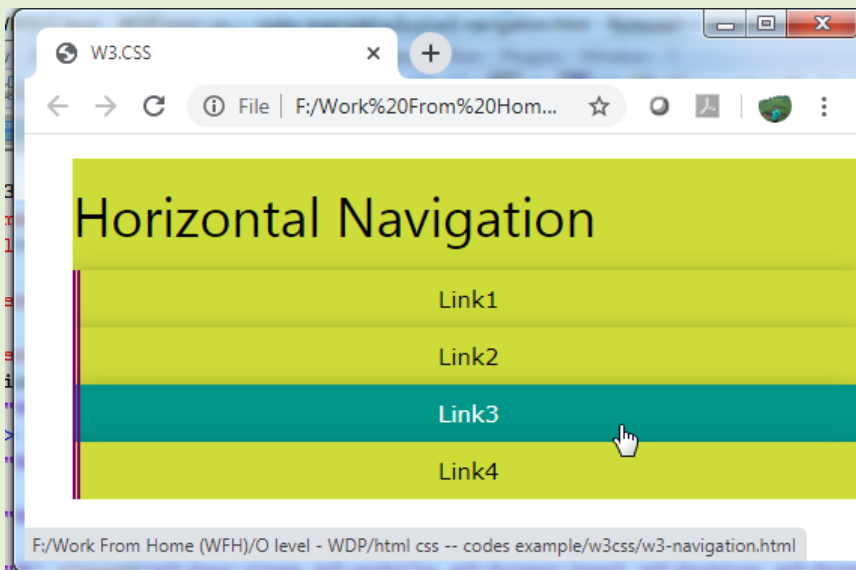 W3.CSS
File F:/Work%20From%20Hom...
Horizontal Navigation
Link1
Link2
Link3
Link4
F:/Work From Home (WFH)/O level - WDP/html css -- codes example/w3css/w3-navigation.html